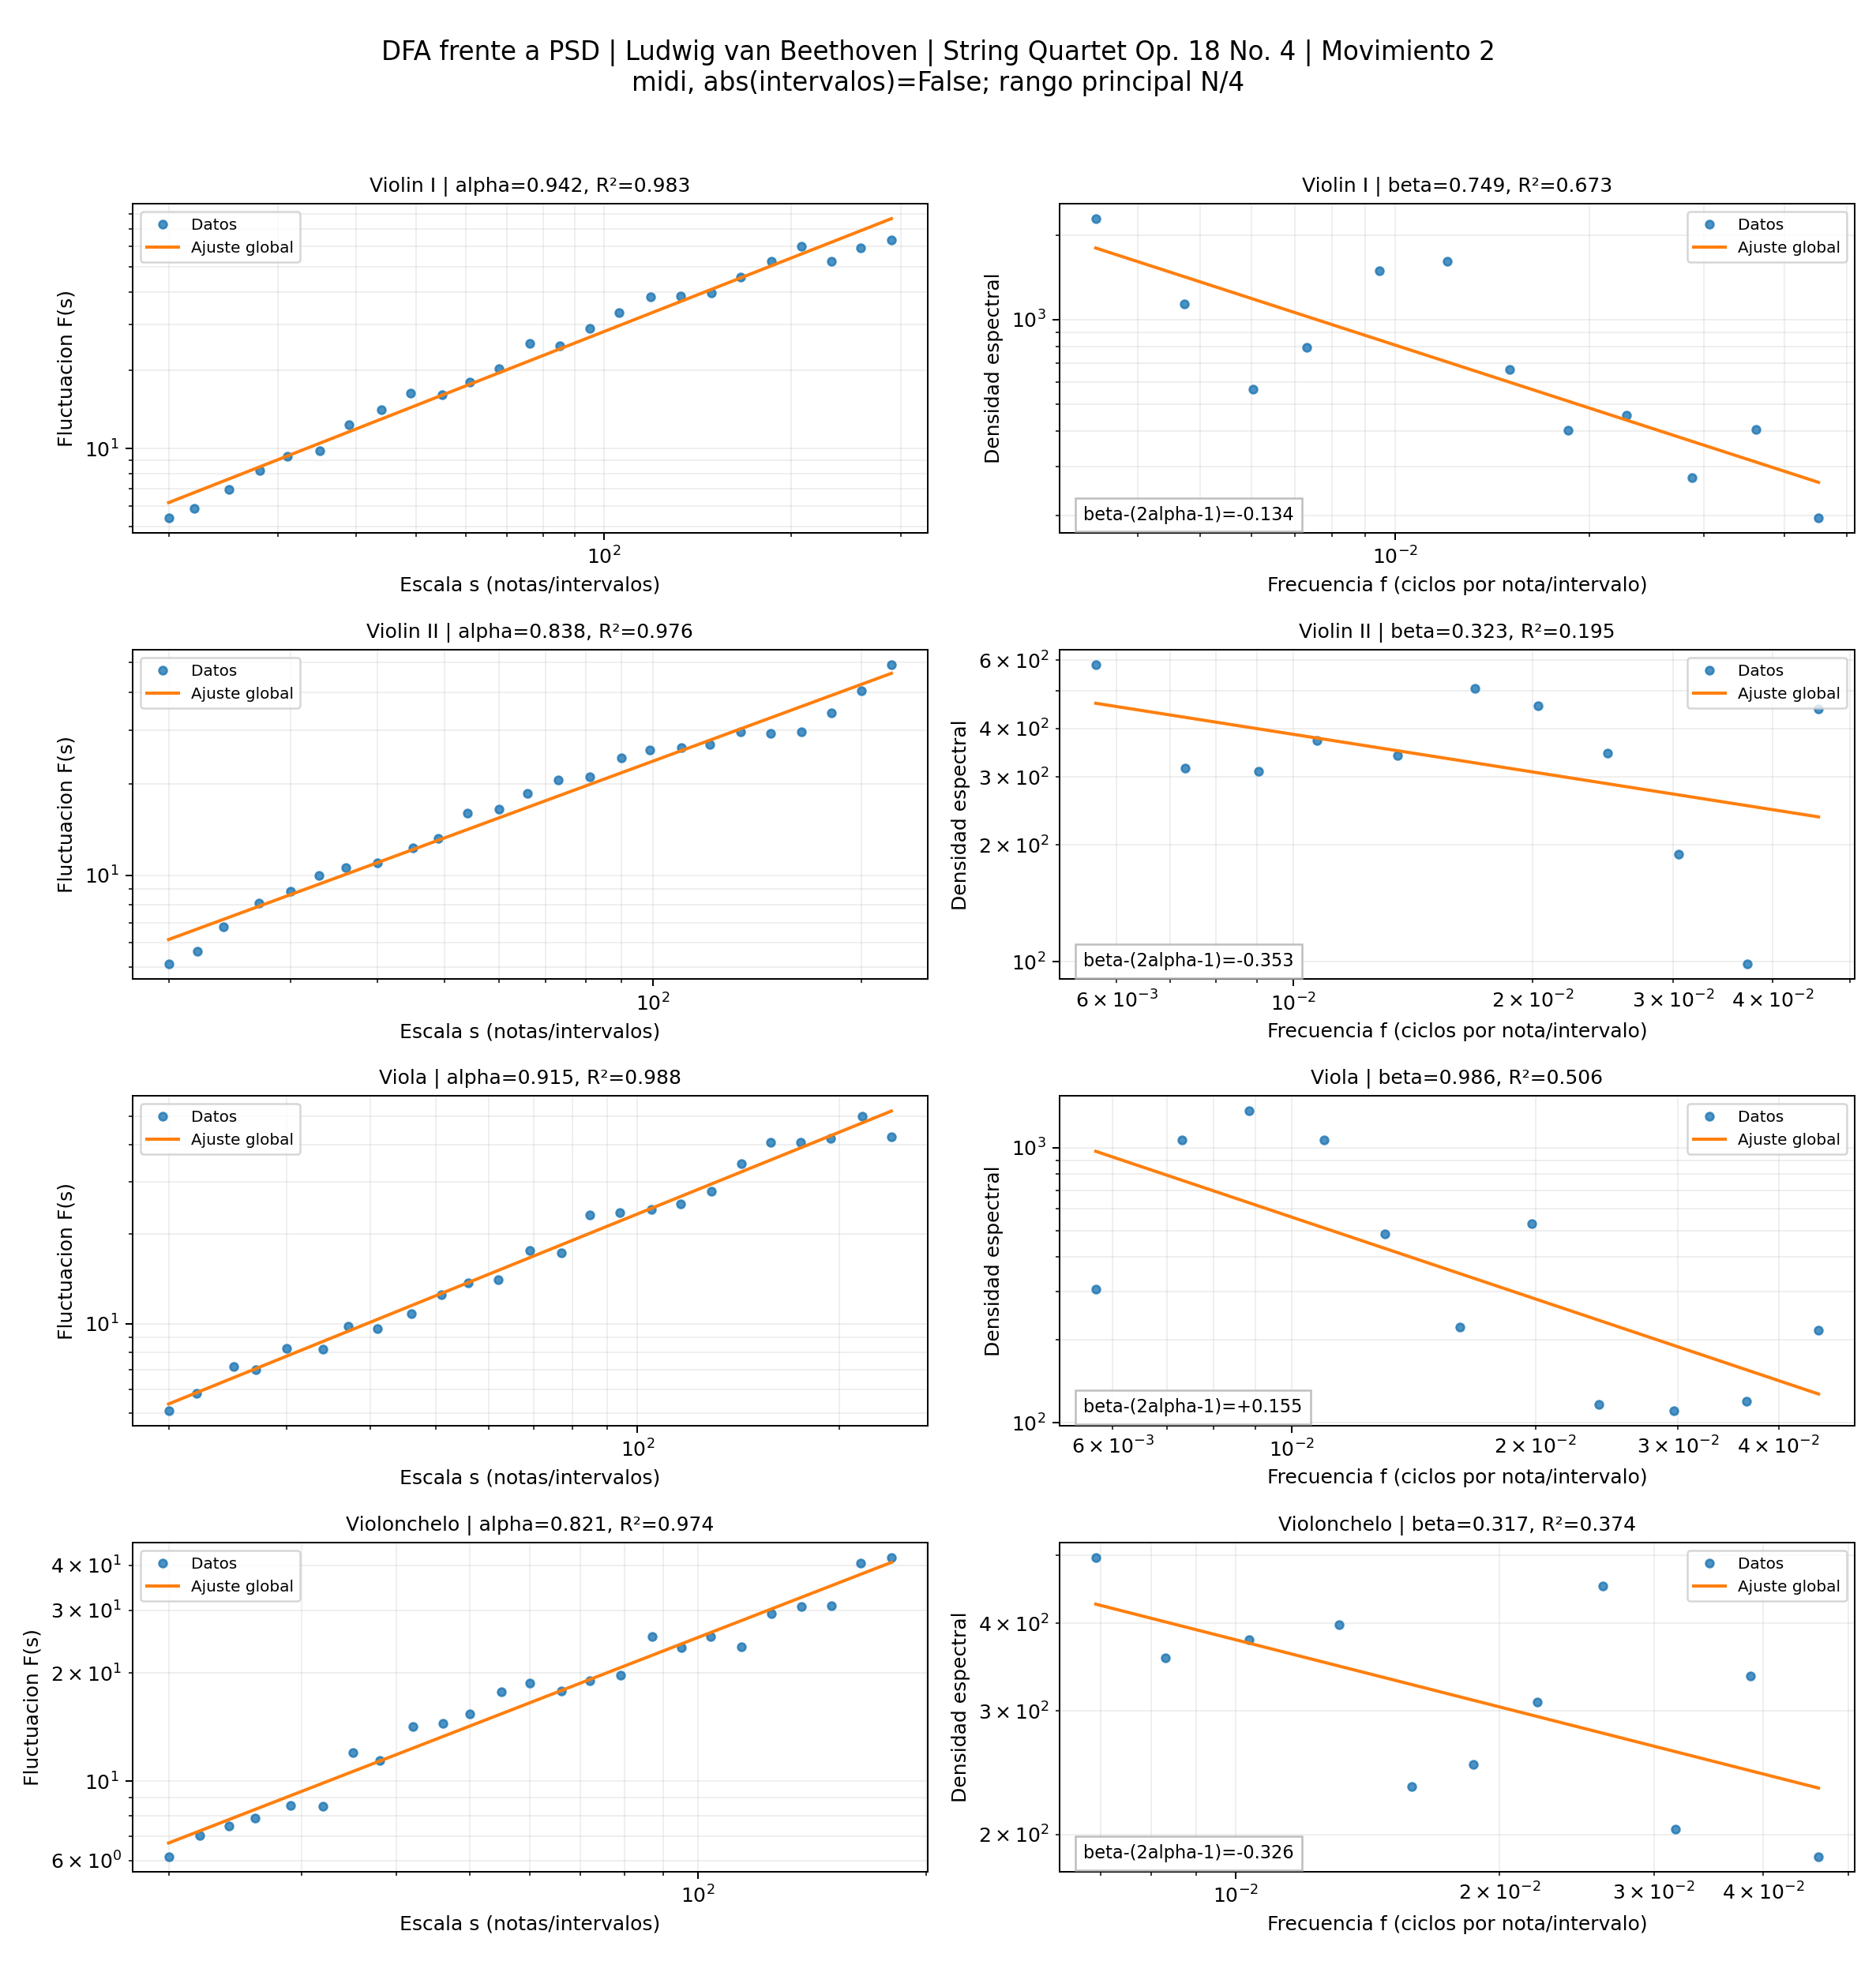 DFA frente a PSD | Ludwig van Beethoven | String Quartet Op. 18 No. 4 | Movimiento 2
midi, abs(intervalos)=False; rango principal N/4
Violin I | alpha=0.942, R²=0.983
Datos
Ajuste global
Fluctuacion F(s)
10¹
10²
Escala s (notas/intervalos)
Violin I | beta=0.749, R²=0.673
Datos
Ajuste global
Densidad espectral
10³
beta-(2alpha-1)=-0.134
10⁻²
Frecuencia f (ciclos por nota/intervalo)
Violin II | alpha=0.838, R²=0.976
Datos
Ajuste global
Fluctuacion F(s)
10¹
10²
Escala s (notas/intervalos)
Violin II | beta=0.323, R²=0.195
Datos
Ajuste global
Densidad espectral
6 × 10²
4 × 10²
3 × 10²
2 × 10²
10²
beta-(2alpha-1)=-0.353
6 × 10⁻³ 10⁻² 2 × 10⁻² 3 × 10⁻² 4 × 10⁻²
Frecuencia f (ciclos por nota/intervalo)
Viola | alpha=0.915, R²=0.988
Datos
Ajuste global
Fluctuacion F(s)
10¹
10²
Escala s (notas/intervalos)
Viola | beta=0.986, R²=0.506
Datos
Ajuste global
Densidad espectral
10³
10²
beta-(2alpha-1)=+0.155
6 × 10⁻³ 10⁻² 2 × 10⁻² 3 × 10⁻² 4 × 10⁻²
Frecuencia f (ciclos por nota/intervalo)
Violonchelo | alpha=0.821, R²=0.974
Datos
Ajuste global
Fluctuacion F(s)
4 × 10¹
3 × 10¹
2 × 10¹
10¹
6 × 10⁰
10²
Escala s (notas/intervalos)
Violonchelo | beta=0.317, R²=0.374
Datos
Ajuste global
Densidad espectral
4 × 10²
3 × 10²
2 × 10²
beta-(2alpha-1)=-0.326
10⁻² 2 × 10⁻² 3 × 10⁻² 4 × 10⁻²
Frecuencia f (ciclos por nota/intervalo)